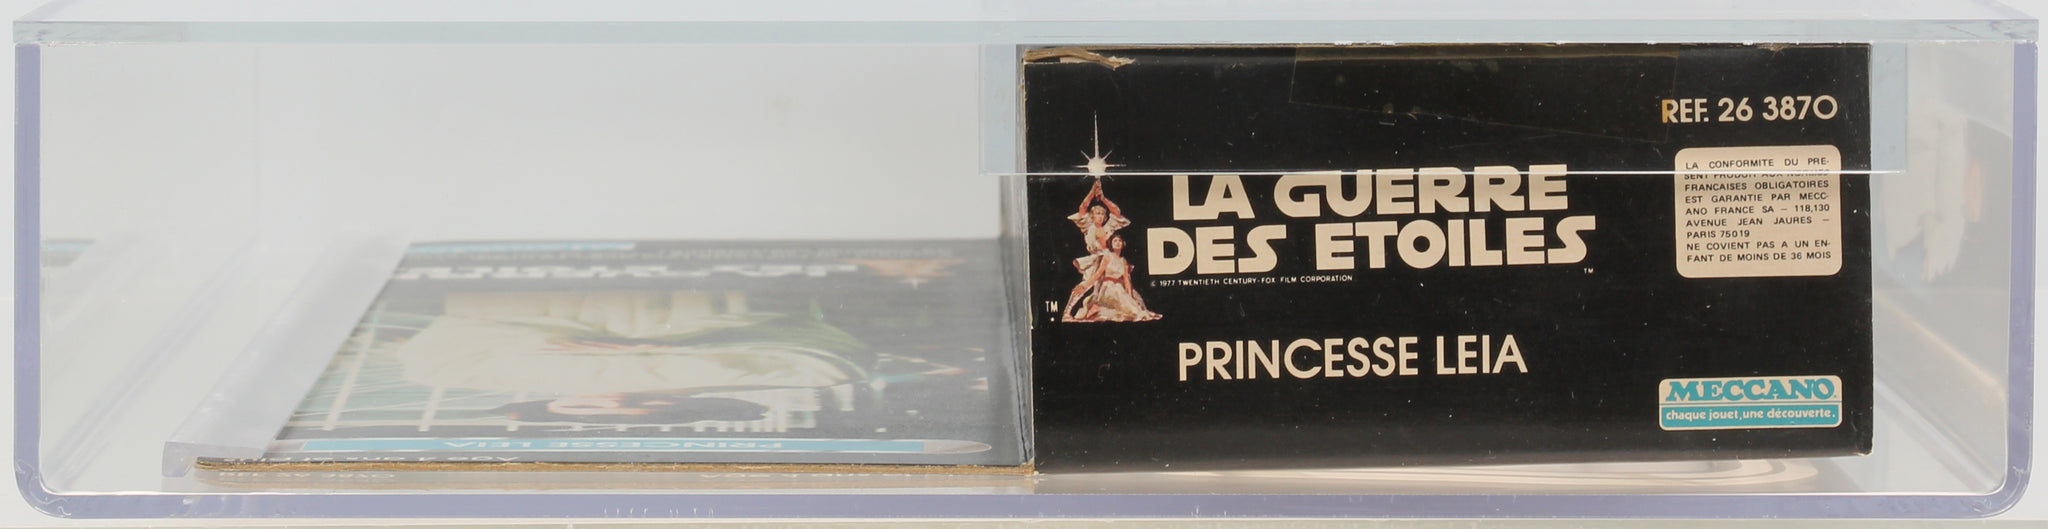 REF. 26 3870
LA GUERRE
DES ETOILES
TM
© 1977 TWENTIETH CENTURY-FOX FILM CORPORATION
TM
PRINCESSE LEIA
LA CONFORMITE DU PRE-
SENT PRODUIT AUX NORMES
FRANCAISES OBLIGATOIRES
EST GARANTIE PAR MECC-
ANO FRANCE SA – 118,130
AVENUE JEAN JAURES –
PARIS 75019
NE COVIENT PAS A UN EN-
FANT DE MOINS DE 36 MOIS
MECCANO
chaque jouet, une découverte.
PRINCESSE LEIA